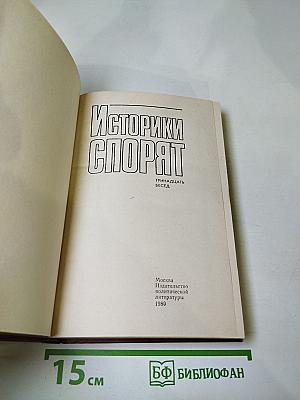 ИСТОРИКИ
СПОРЯТ
ТРИНАДЦАТЬ
БЕСЕД
Москва
Издательство
политической
литературы
1989
15 см
БФ БИБЛИОФАН